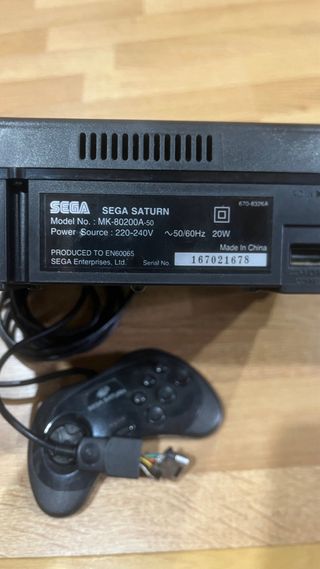 670-8326A
SEGA SEGA SATURN
Model No. : MK-80200A-50
Power Source : 220-240V ～50/60Hz 20W
Made In China
PRODUCED TO EN60065
SEGA Enterprises, Ltd. Serial No 167021678